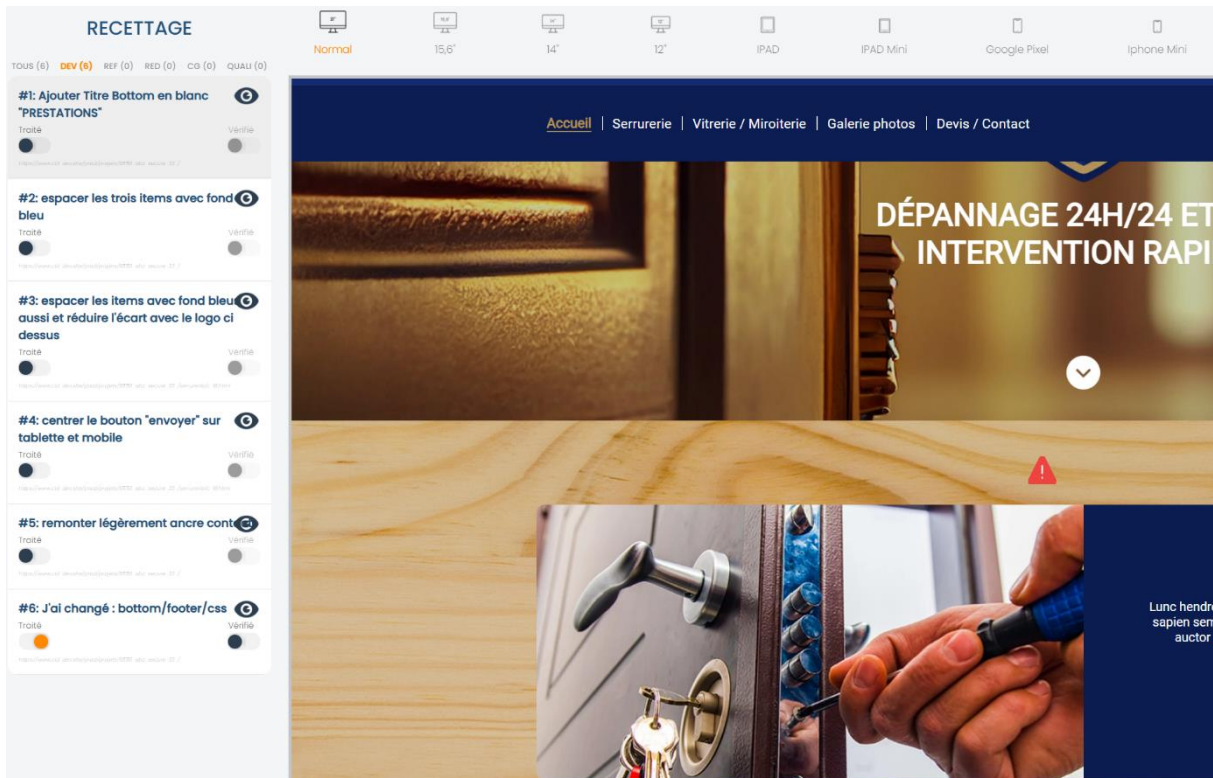 RECETTAGE
TOUS (6) DEV (6) REF (0) RED (0) CG (0) QUALI (0)
#1: Ajouter Titre Bottom en blanc
"PRESTATIONS"
Traité Vérifié
#2: espacer les trois items avec fond
bleu
Traité Vérifié
#3: espacer les items avec fond bleu
aussi et réduire l'écart avec le logo ci
dessus
Traité Vérifié
#4: centrer le bouton "envoyer" sur
tablette et mobile
Traité Vérifié
#5: remonter légèrement ancre
Traité Vérifié
#6: J'ai changé : bottom/footer/css
Traité Vérifié
Normal 15,6" 14" 12" IPAD IPAD Mini Google Pixel Iphone Mini
Accueil | Serrurerie | Vitrerie / Miroiterie | Galerie photos | Devis / Contact
DÉPANNAGE 24H/24 ET
INTERVENTION RAPI
Lunc hendre
sapien sem
auctor